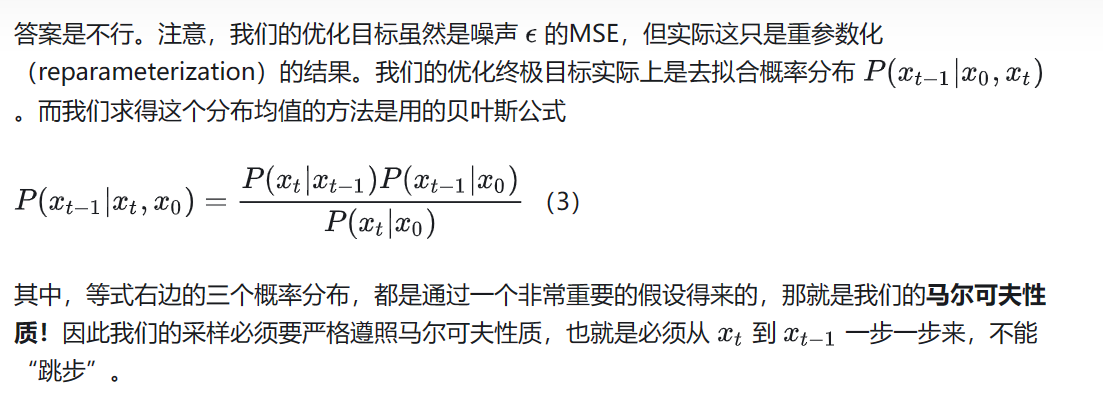 答案是不行。注意，我们的优化目标虽然是噪声 ϵ 的MSE，但实际这只是重参数化
（reparameterization）的结果。我们的优化终极目标实际上是去拟合概率分布 P(x_{t−1}|x_0, x_t)
。而我们求得这个分布均值的方法是用的贝叶斯公式
P(x_{t−1}|x_t, x_0) = \frac{P(x_t|x_{t−1})P(x_{t−1}|x_0)}{P(x_t|x_0)} （3）
其中，等式右边的三个概率分布，都是通过一个非常重要的假设得来的，那就是我们的马尔可夫性
质！因此我们的采样必须要严格遵照马尔可夫性质，也就是必须从 x_t 到 x_{t−1} 一步一步来，不能
“跳步”。